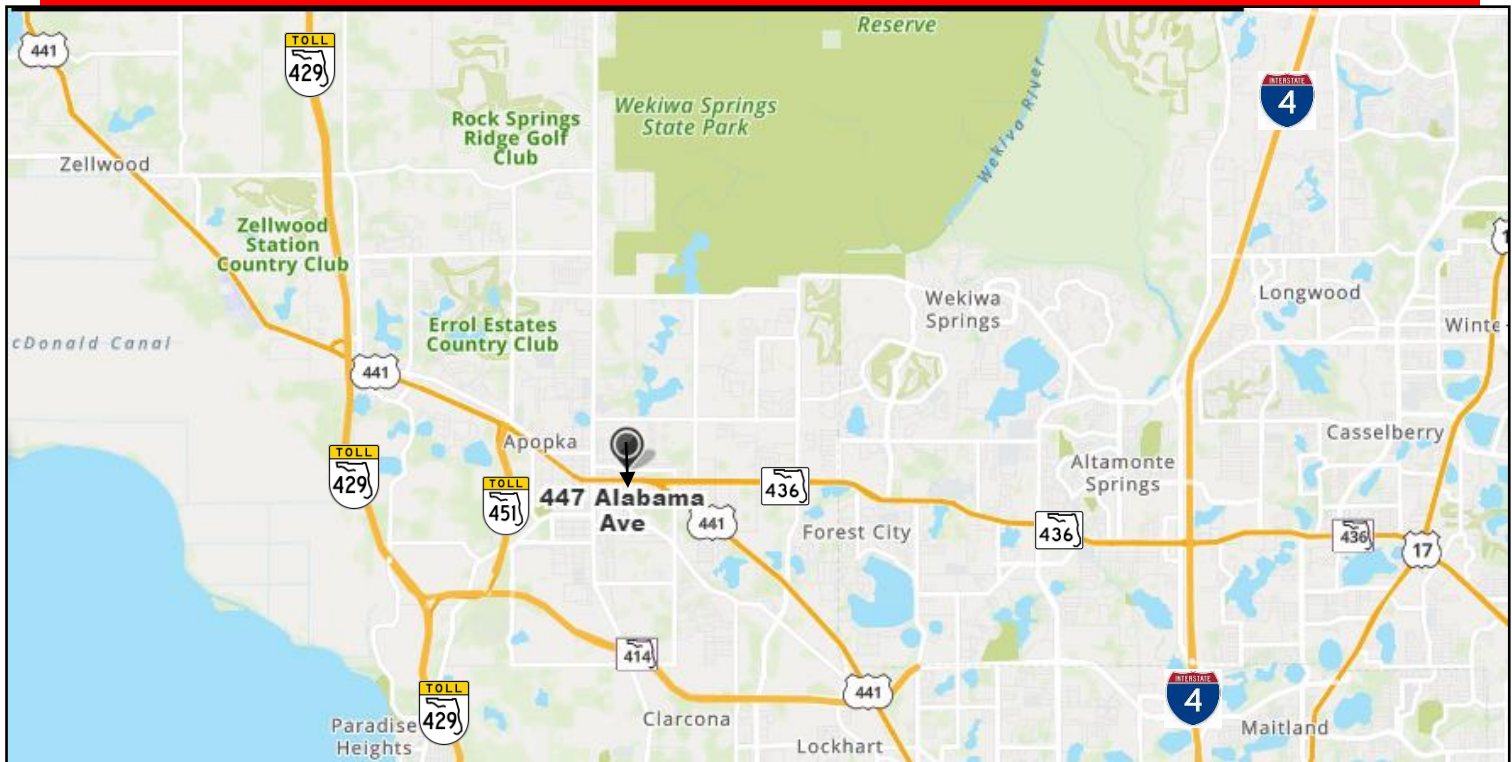 Reserve
441
TOLL
429
INTERSTATE
4
Rock Springs
Ridge Golf
Club
Wekiwa Springs
State Park
Wekiva River
Zellwood
Zellwood
Station
Country Club
Wekiwa
Springs
Longwood
Winte
cDonald Canal
Errol Estates
Country Club
441
Apopka
Casselberry
TOLL
429
TOLL
451
447 Alabama
Ave
436
Altamonte
Springs
441
Forest City
436
436
17
414
TOLL
429
441
INTERSTATE
4
Paradise
Heights
Clarcona
Lockhart
Maitland